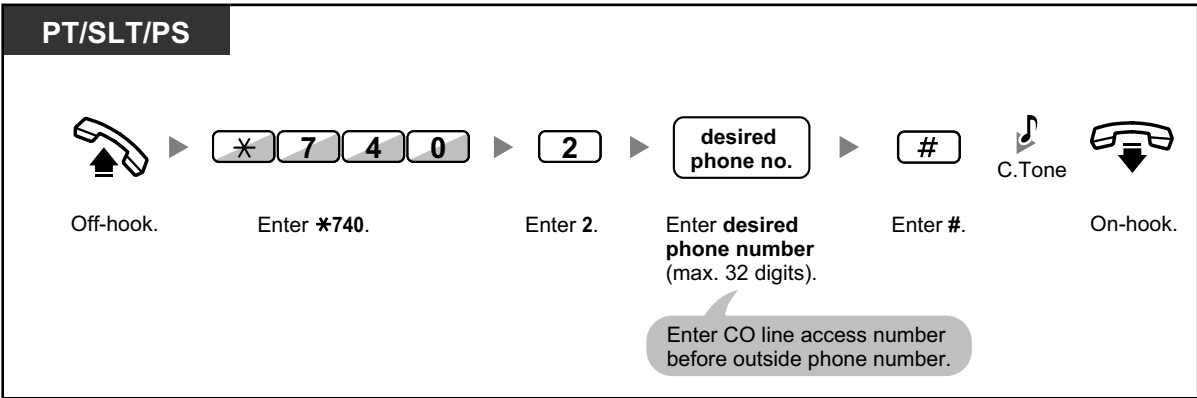 PT/SLT/PS
* 7 4 0
2
desired
phone no.
#
C.Tone
Off-hook.
Enter *740.
Enter 2.
Enter desired
phone number
(max. 32 digits).
Enter #.
On-hook.
Enter CO line access number
before outside phone number.